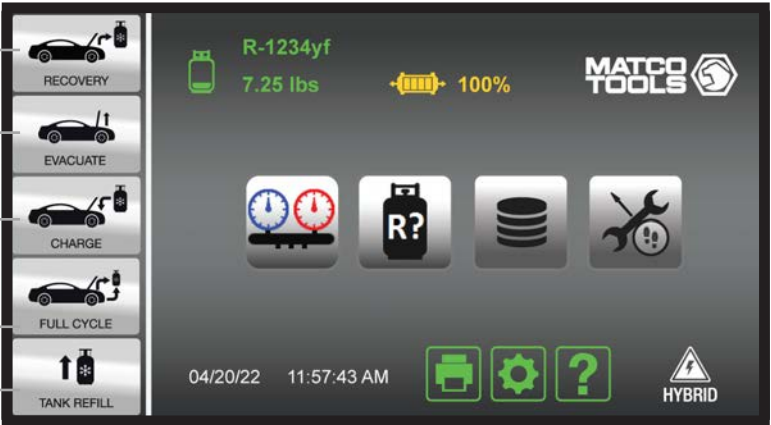 RECOVERY
EVACUATE
CHARGE
FULL CYCLE
TANK REFILL
R-1234yf
7.25 lbs
100%
MATCO
TOOLS
R?
04/20/22 11:57:43 AM
?
HYBRID